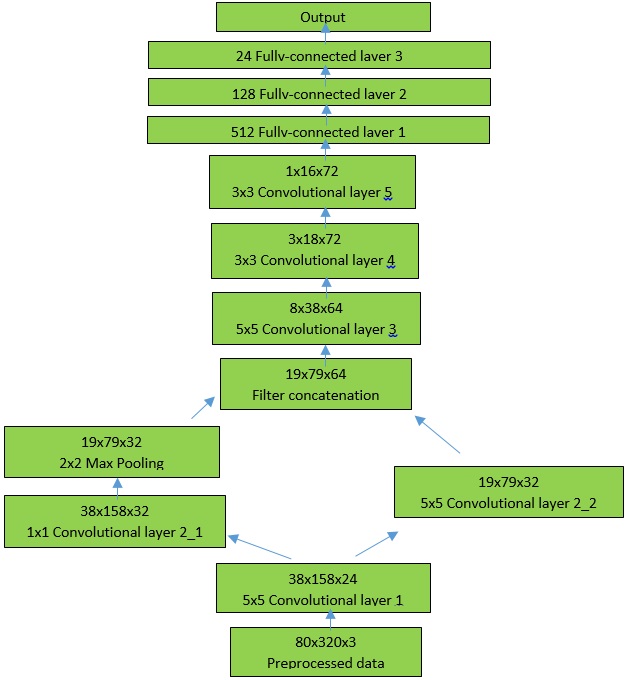 Output
24 Fully-connected layer 3
128 Fully-connected layer 2
512 Fully-connected layer 1
1x16x72
3x3 Convolutional layer 5
3x18x72
3x3 Convolutional layer 4
8x38x64
5x5 Convolutional layer 3
19x79x64
Filter concatenation
19x79x32
2x2 Max Pooling
19x79x32
5x5 Convolutional layer 2_2
38x158x32
1x1 Convolutional layer 2_1
38x158x24
5x5 Convolutional layer 1
80x320x3
Preprocessed data